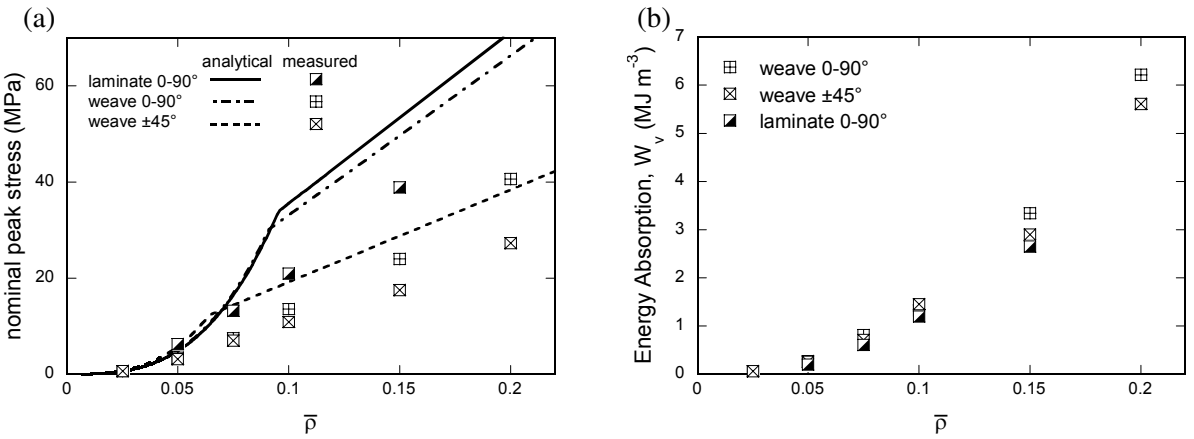 (a)
analytical measured
laminate 0-90°
weave 0-90°
weave ±45°
nominal peak stress (MPa)
60
40
20
0
0 0.05 0.1 0.15 0.2
ρ̅
(b)
weave 0-90°
weave ±45°
laminate 0-90°
Energy Absorption, W_v (MJ m⁻³)
7
6
5
4
3
2
1
0
0 0.05 0.1 0.15 0.2
ρ̅